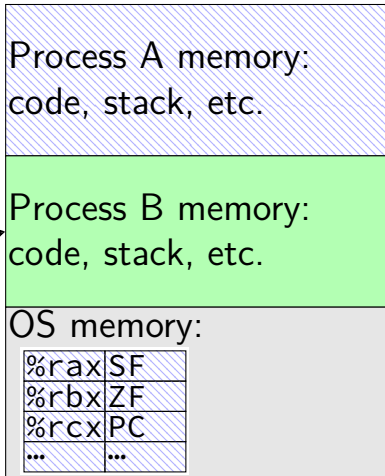 Process A memory:
code, stack, etc.
Process B memory:
code, stack, etc.
OS memory:
%rax SF
%rbx ZF
%rcx PC
… …